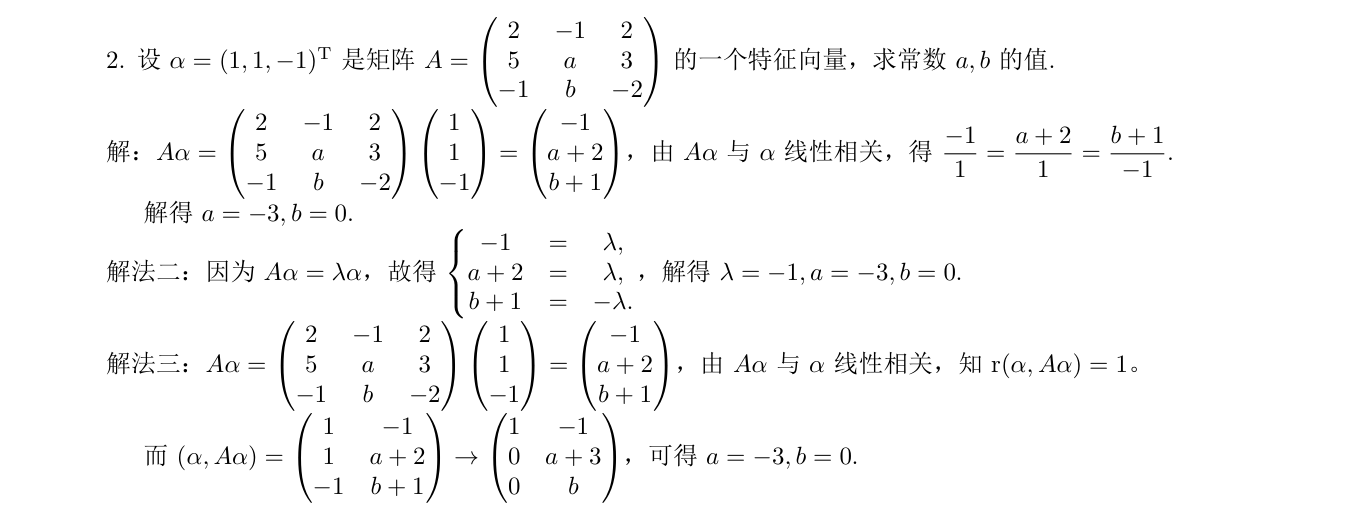 2. 设 $\alpha = (1, 1, -1)^{\mathrm{T}}$ 是矩阵 $A = \begin{pmatrix} 2 & -1 & 2 \\ 5 & a & 3 \\ -1 & b & -2 \end{pmatrix}$ 的一个特征向量，求常数 $a, b$ 的值.
解：$A\alpha = \begin{pmatrix} 2 & -1 & 2 \\ 5 & a & 3 \\ -1 & b & -2 \end{pmatrix} \begin{pmatrix} 1 \\ 1 \\ -1 \end{pmatrix} = \begin{pmatrix} -1 \\ a+2 \\ b+1 \end{pmatrix}$，由 $A\alpha$ 与 $\alpha$ 线性相关，得 $\frac{-1}{1} = \frac{a+2}{1} = \frac{b+1}{-1}$.
解得 $a = -3, b = 0$.
解法二：因为 $A\alpha = \lambda\alpha$，故得 $\begin{cases} -1 & = & \lambda, \\ a+2 & = & \lambda, \\ b+1 & = & -\lambda. \end{cases}$，解得 $\lambda = -1, a = -3, b = 0$.
解法三：$A\alpha = \begin{pmatrix} 2 & -1 & 2 \\ 5 & a & 3 \\ -1 & b & -2 \end{pmatrix} \begin{pmatrix} 1 \\ 1 \\ -1 \end{pmatrix} = \begin{pmatrix} -1 \\ a+2 \\ b+1 \end{pmatrix}$，由 $A\alpha$ 与 $\alpha$ 线性相关，知 $\mathrm{r}(\alpha, A\alpha) = 1$。
而 $(\alpha, A\alpha) = \begin{pmatrix} 1 & -1 \\ 1 & a+2 \\ -1 & b+1 \end{pmatrix} \to \begin{pmatrix} 1 & -1 \\ 0 & a+3 \\ 0 & b \end{pmatrix}$，可得 $a = -3, b = 0$.